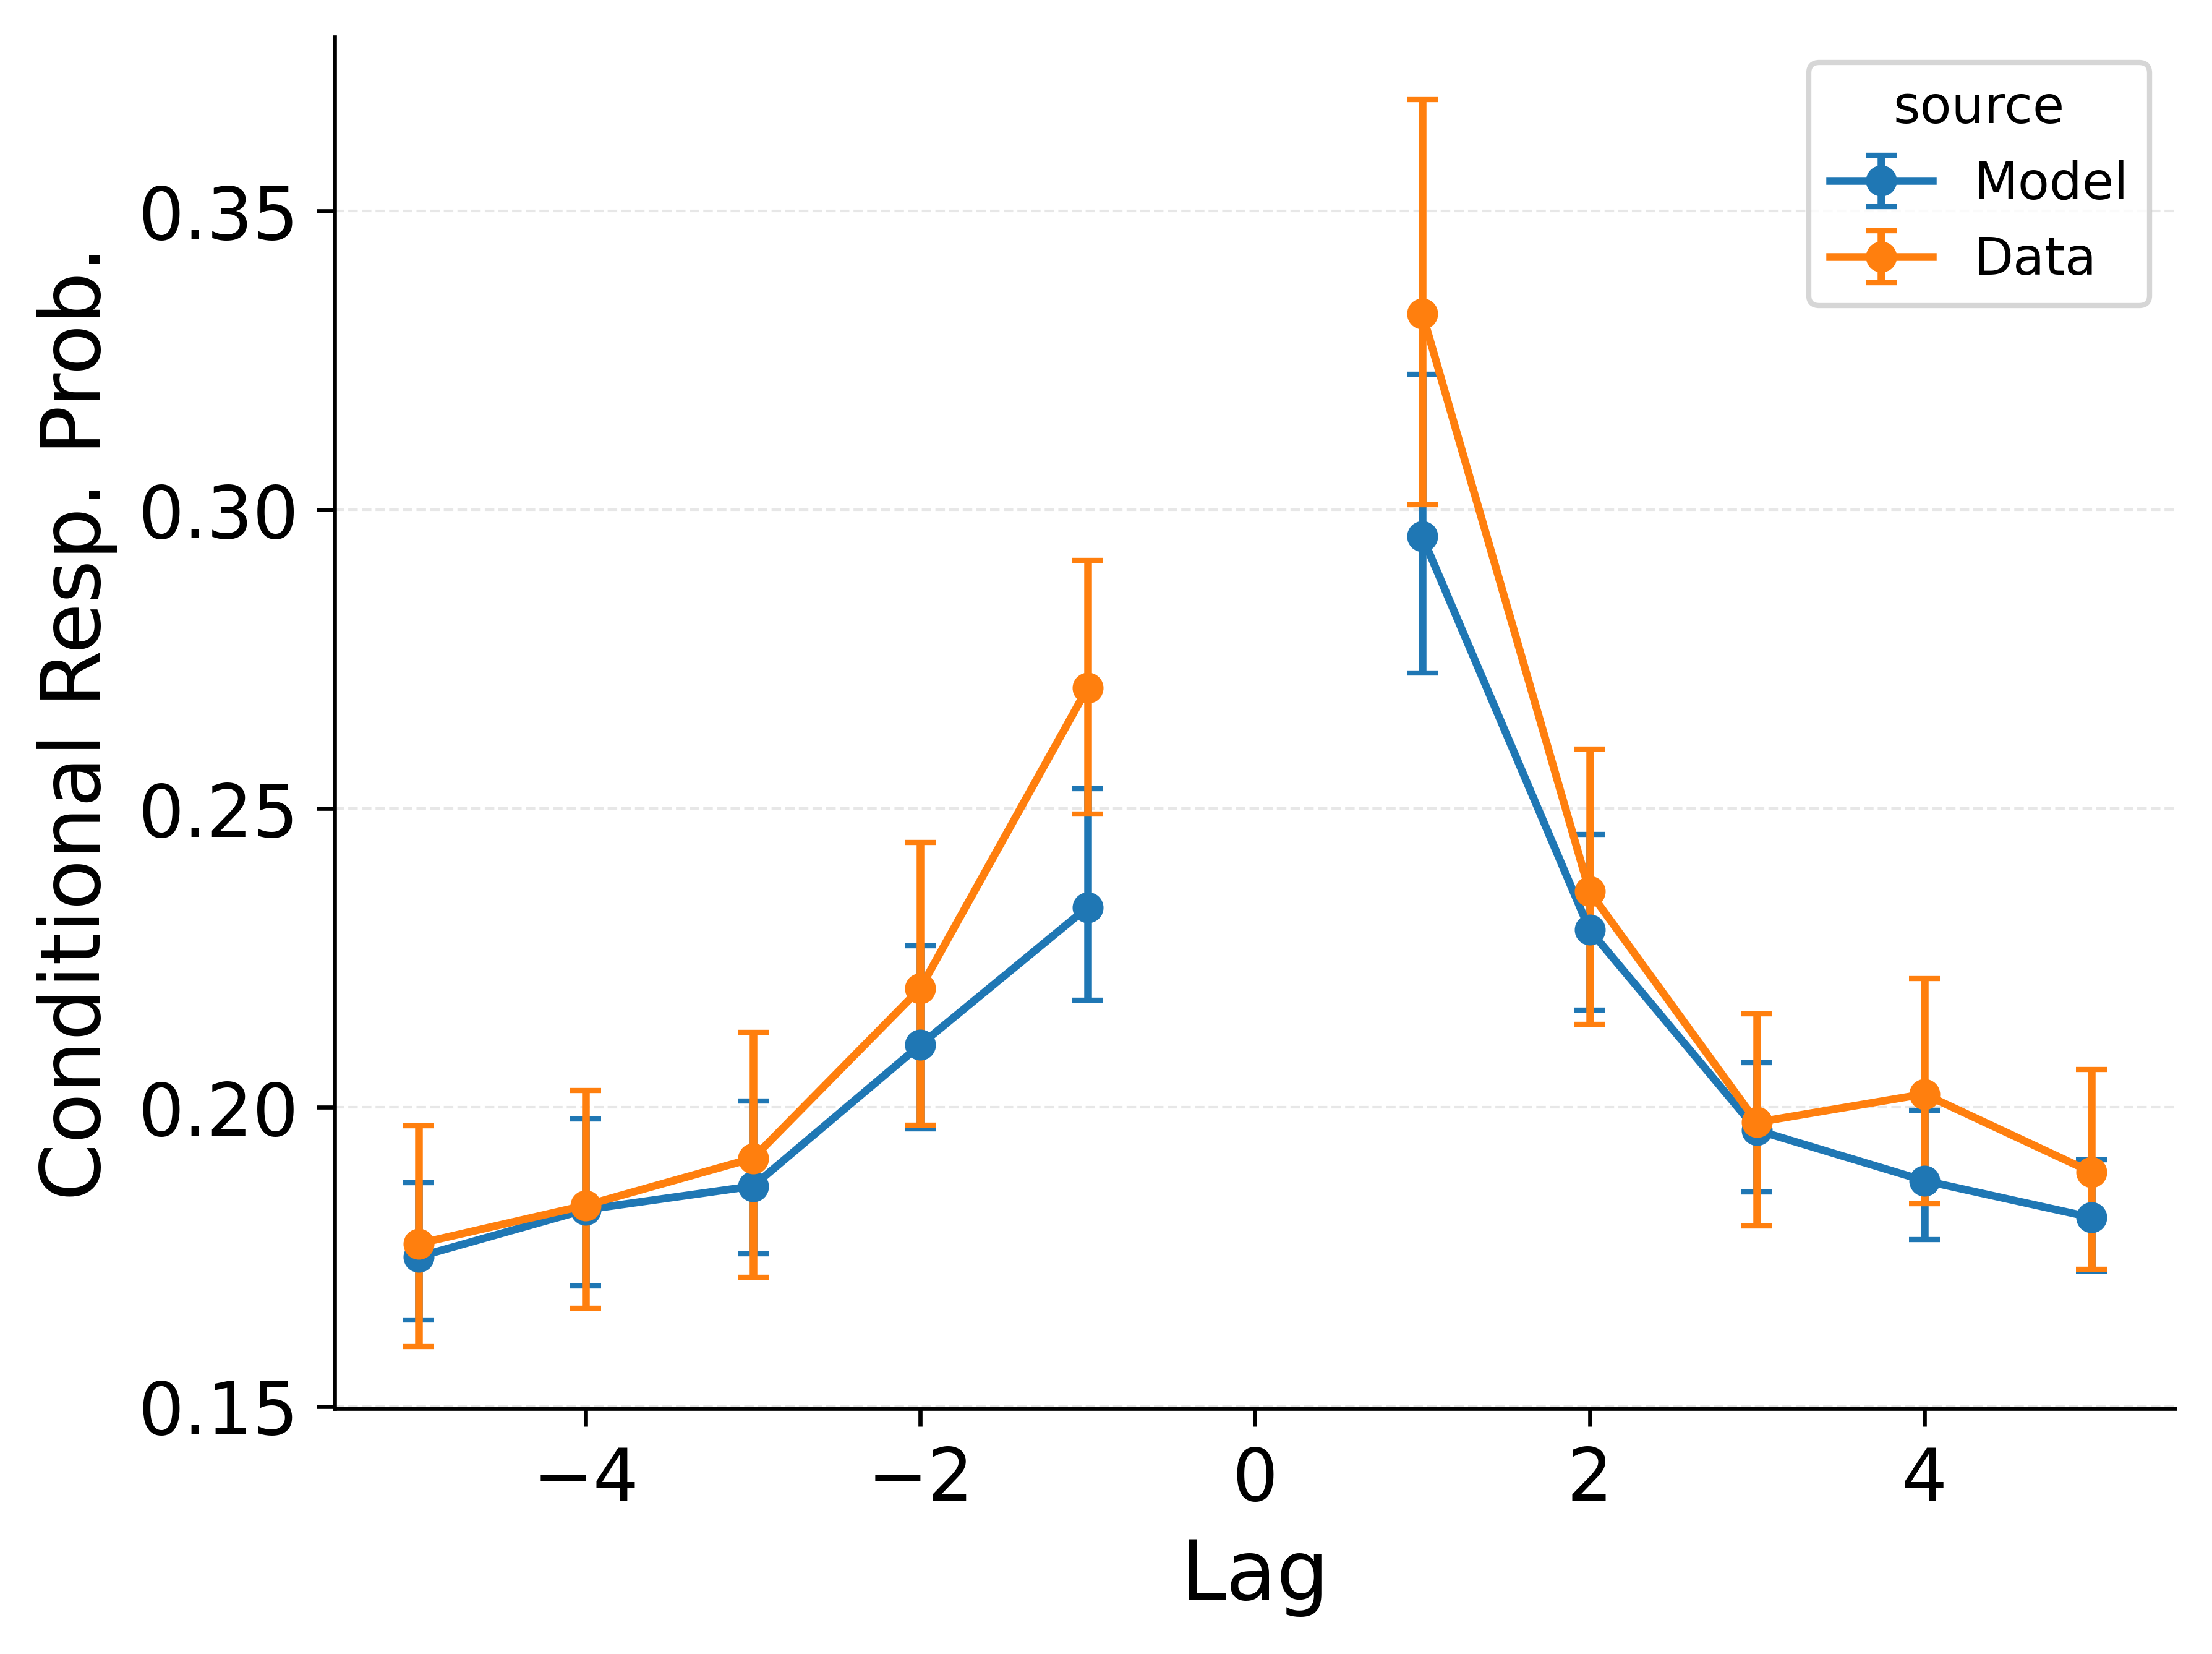 source
Model
Data
Conditional Resp. Prob.
0.35
0.30
0.25
0.20
0.15
−4 −2 0 2 4
Lag